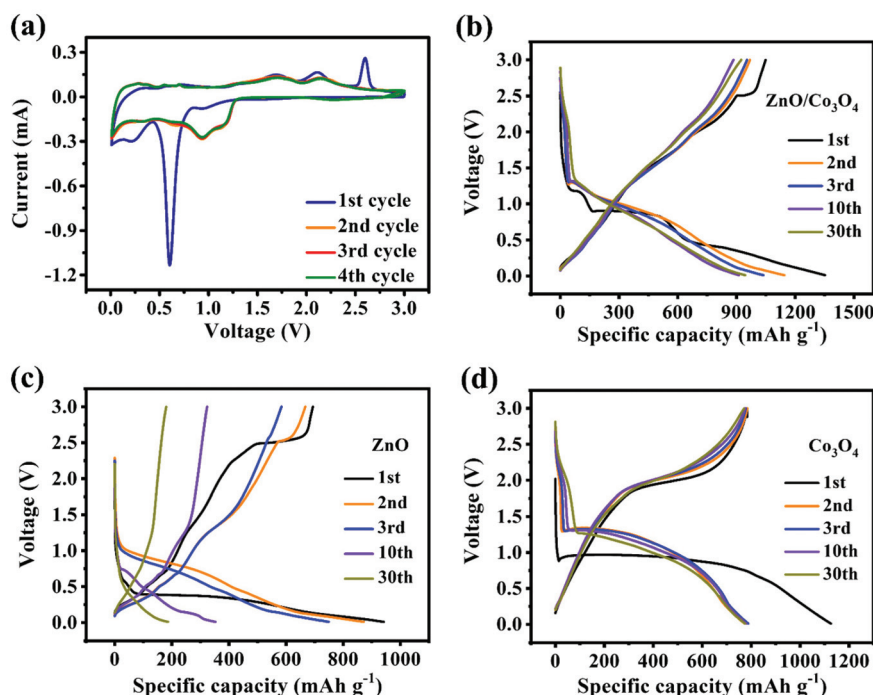 (a)
0.3
0.0
-0.3
-0.6
-0.9
-1.2
Current (mA)
1st cycle
2nd cycle
3rd cycle
4th cycle
0.0 0.5 1.0 1.5 2.0 2.5 3.0
Voltage (V)
(b)
3.0
2.5
2.0
1.5
1.0
0.5
0.0
Voltage (V)
ZnO/Co₃O₄
1st
2nd
3rd
10th
30th
0 300 600 900 1200 1500
Specific capacity (mAh g⁻¹)
(c)
3.0
2.5
2.0
1.5
1.0
0.5
0.0
Voltage (V)
ZnO
1st
2nd
3rd
10th
30th
0 200 400 600 800 1000
Specific capacity (mAh g⁻¹)
(d)
3.0
2.5
2.0
1.5
1.0
0.5
0.0
Voltage (V)
Co₃O₄
1st
2nd
3rd
10th
30th
0 200 400 600 800 1000 1200
Specific capacity (mAh g⁻¹)